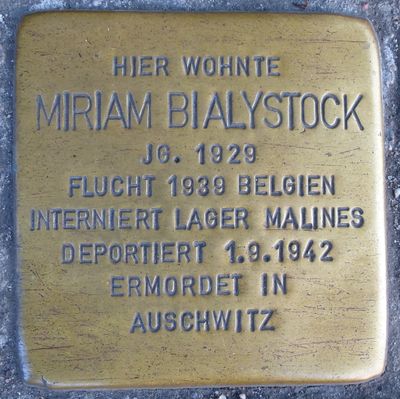 HIER WOHNTE
MIRIAM BIALYSTOCK
JG. 1929
FLUCHT 1939 BELGIEN
INTERNIERT LAGER MALINES
DEPORTIERT 1.9.1942
ERMORDET IN
AUSCHWITZ